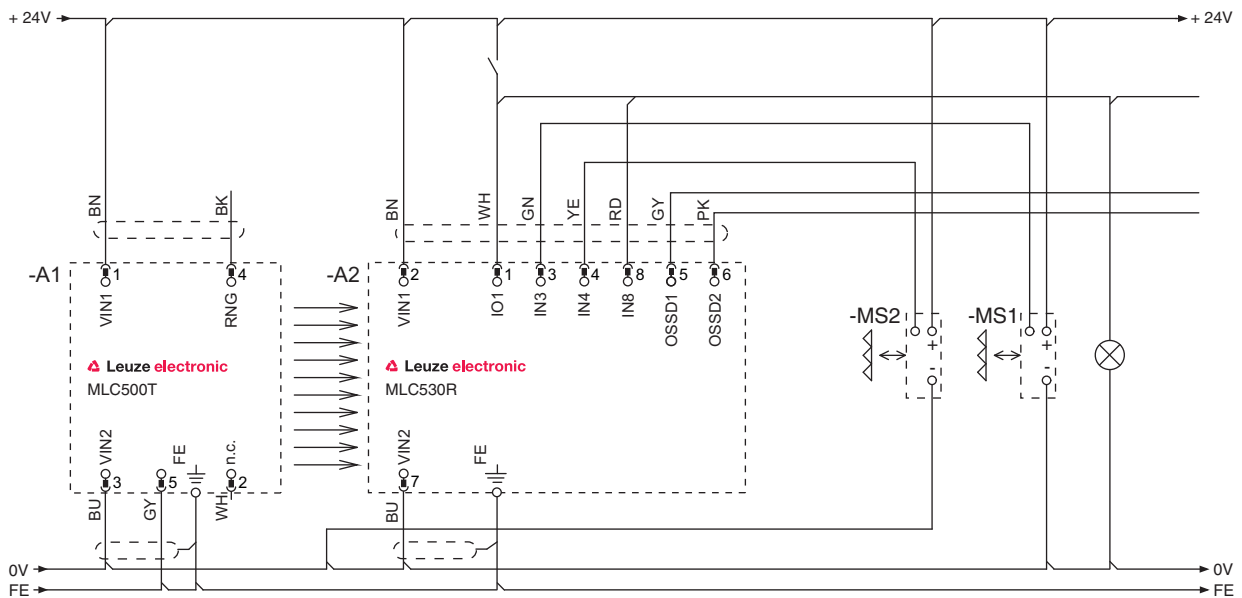 + 24V
+ 24V
BN
BK
BN
WH
GN
YE
RD
GY
PK
-A1
1
4
-A2
2
1
3
4
8
5
6
VIN1
RNG
VIN1
IO1
IN3
IN4
IN8
OSSD1
OSSD2
-MS2
-MS1
+
+
-
-
Leuze electronic
MLC500T
Leuze electronic
MLC530R
VIN2
FE
n.c.
VIN2
FE
3
5
2
7
BU
GY
WH
BU
0V
0V
FE
FE